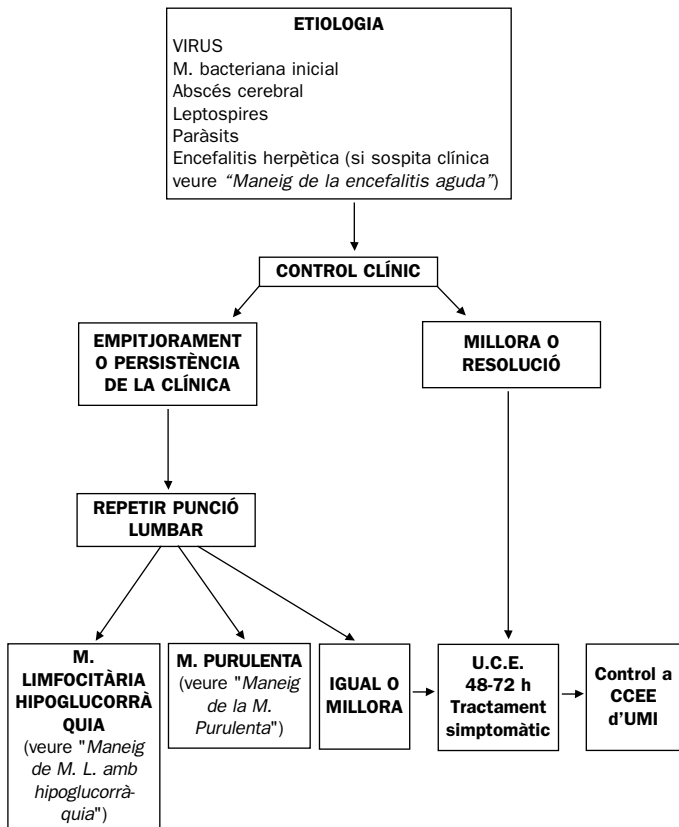 ETIOLOGIA
VIRUS
M. bacteriana inicial
Abscés cerebral
Leptospires
Paràsits
Encefalitis herpètica (si sospita clínica
veure “Maneig de la encefalitis aguda”)
CONTROL CLÍNIC
EMPITJORAMENT
O PERSISTÈNCIA
DE LA CLÍNICA
MILLORA O
RESOLUCIÓ
REPETIR PUNCIÓ
LUMBAR
M.
LIMFOCITÀRIA
HIPOGLUCORRÀ
QUIA
(veure "Maneig
de M. L. amb
hipoglucorrà-
quia")
M. PURULENTA
(veure "Maneig
de la M.
Purulenta")
IGUAL O
MILLORA
U.C.E.
48-72 h
Tractament
simptomàtic
Control a
CCEE
d’UMI